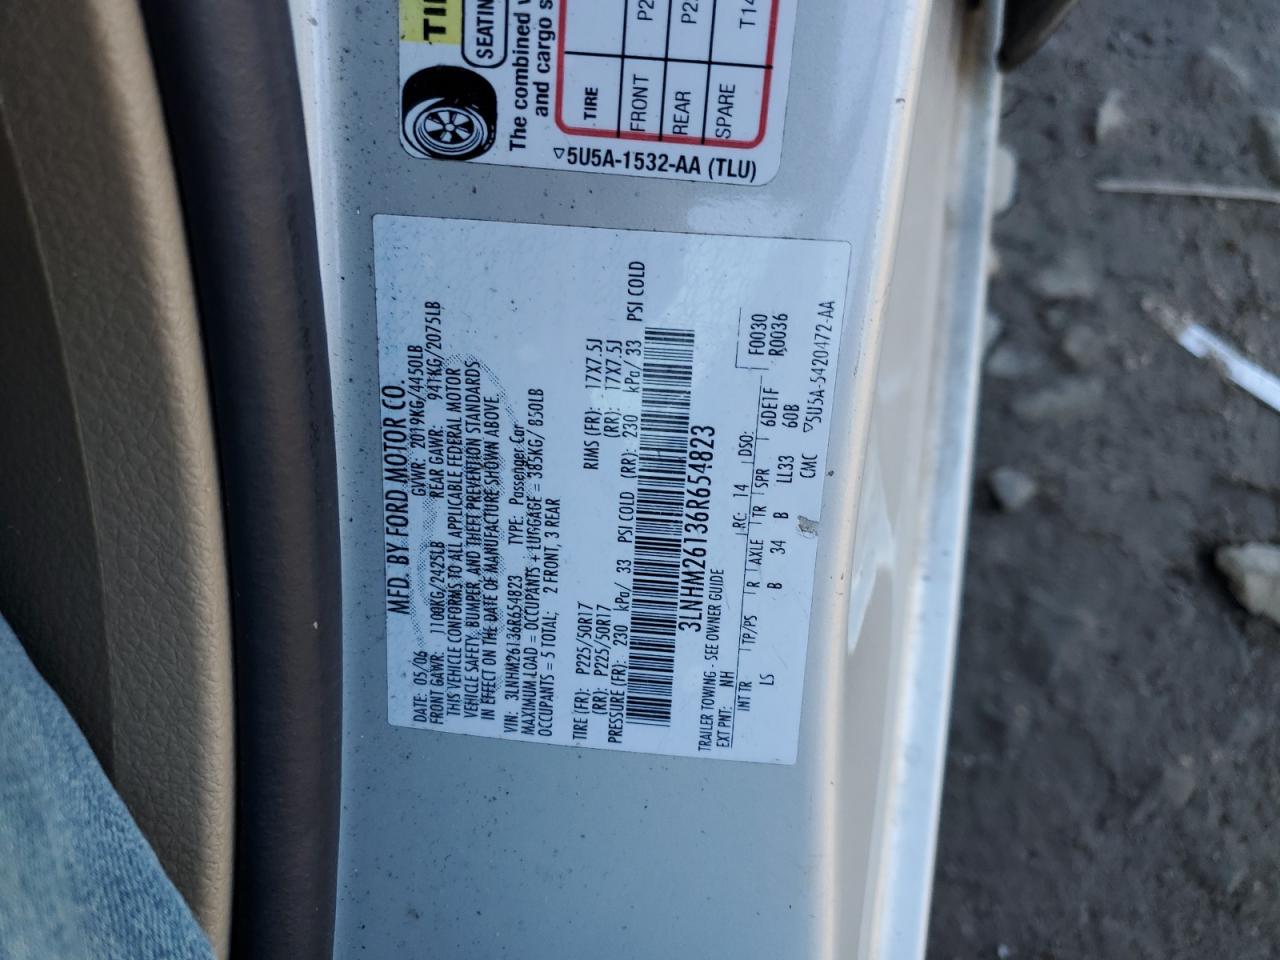 TIRE
SEATING
The combined
and cargo
TIRE
FRONT
REAR
SPARE
T14
▽5U5A-1532-AA (TLU)
MFD. BY FORD MOTOR CO.
DATE: 05/06 GVWR: 2019KG/4450LB
FRONT GAWR: 1100KG/2425LB REAR GAWR: 941KG/2075LB
THIS VEHICLE CONFORMS TO ALL APPLICABLE FEDERAL MOTOR
VEHICLE SAFETY, BUMPER, AND THEFT PREVENTION STANDARDS
IN EFFECT ON THE DATE OF MANUFACTURE SHOWN ABOVE.
VIN: 3LNHM26136R654823 TYPE: Passenger Car
MAXIMUM LOAD = OCCUPANTS + LUGGAGE = 385KG/ 850LB
OCCUPANTS = 5 TOTAL; 2 FRONT, 3 REAR
TIRE (FR): P225/50R17 RIMS (FR): 17X7.5J
(RR): P225/50R17 (RR): 17X7.5J
PRESSURE (FR): 230 kPa/ 33 PSI COLD (RR): 230 kPa/ 33 PSI COLD
3LNHM26136R654823
TRAILER TOWING - SEE OWNER GUIDE
EXT PNT: NH RC: 14 DSO: F0030
R0036
INT TR TP/PS R AXLE TR SPR 6DE1F
LS B 34 B LL33 60B
CMC ▽5U5A-5420472-AA